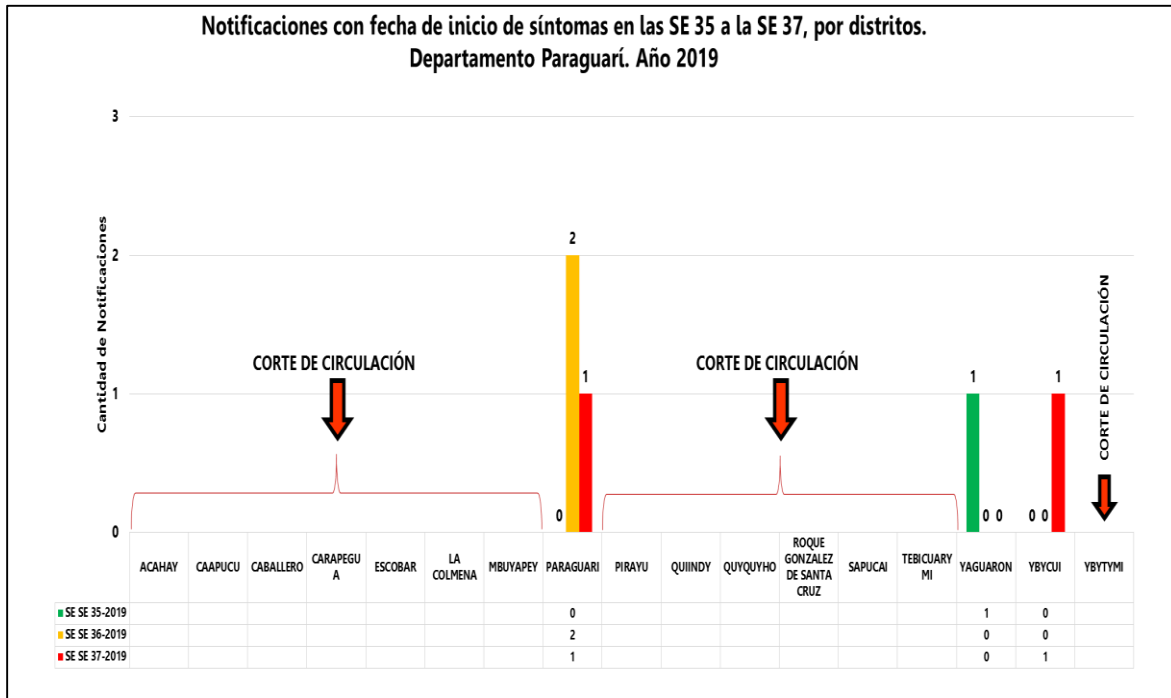 Notificaciones con fecha de inicio de síntomas en las SE 35 a la SE 37, por distritos.
Departamento Paraguarí. Año 2019
Cantidad de Notificaciones
3
2
1
0
CORTE DE CIRCULACIÓN
0
2
1
CORTE DE CIRCULACIÓN
1
0 0
0 0
1
CORTE DE CIRCULACIÓN
ACAHAY CAAPUCU CABALLERO CARAPEGU
A ESCOBAR LA
COLMENA MBUYAPEY PARAGUARI PIRAYU QUIINDY QUYQUYHO ROQUE
GONZALEZ
DE SANTA
CRUZ SAPUCAI TEBICUARY
MI YAGUARON YBYCUI YBYTYMI
SE SE 35-2019 0 1 0
SE SE 36-2019 2 0 0
SE SE 37-2019 1 0 1